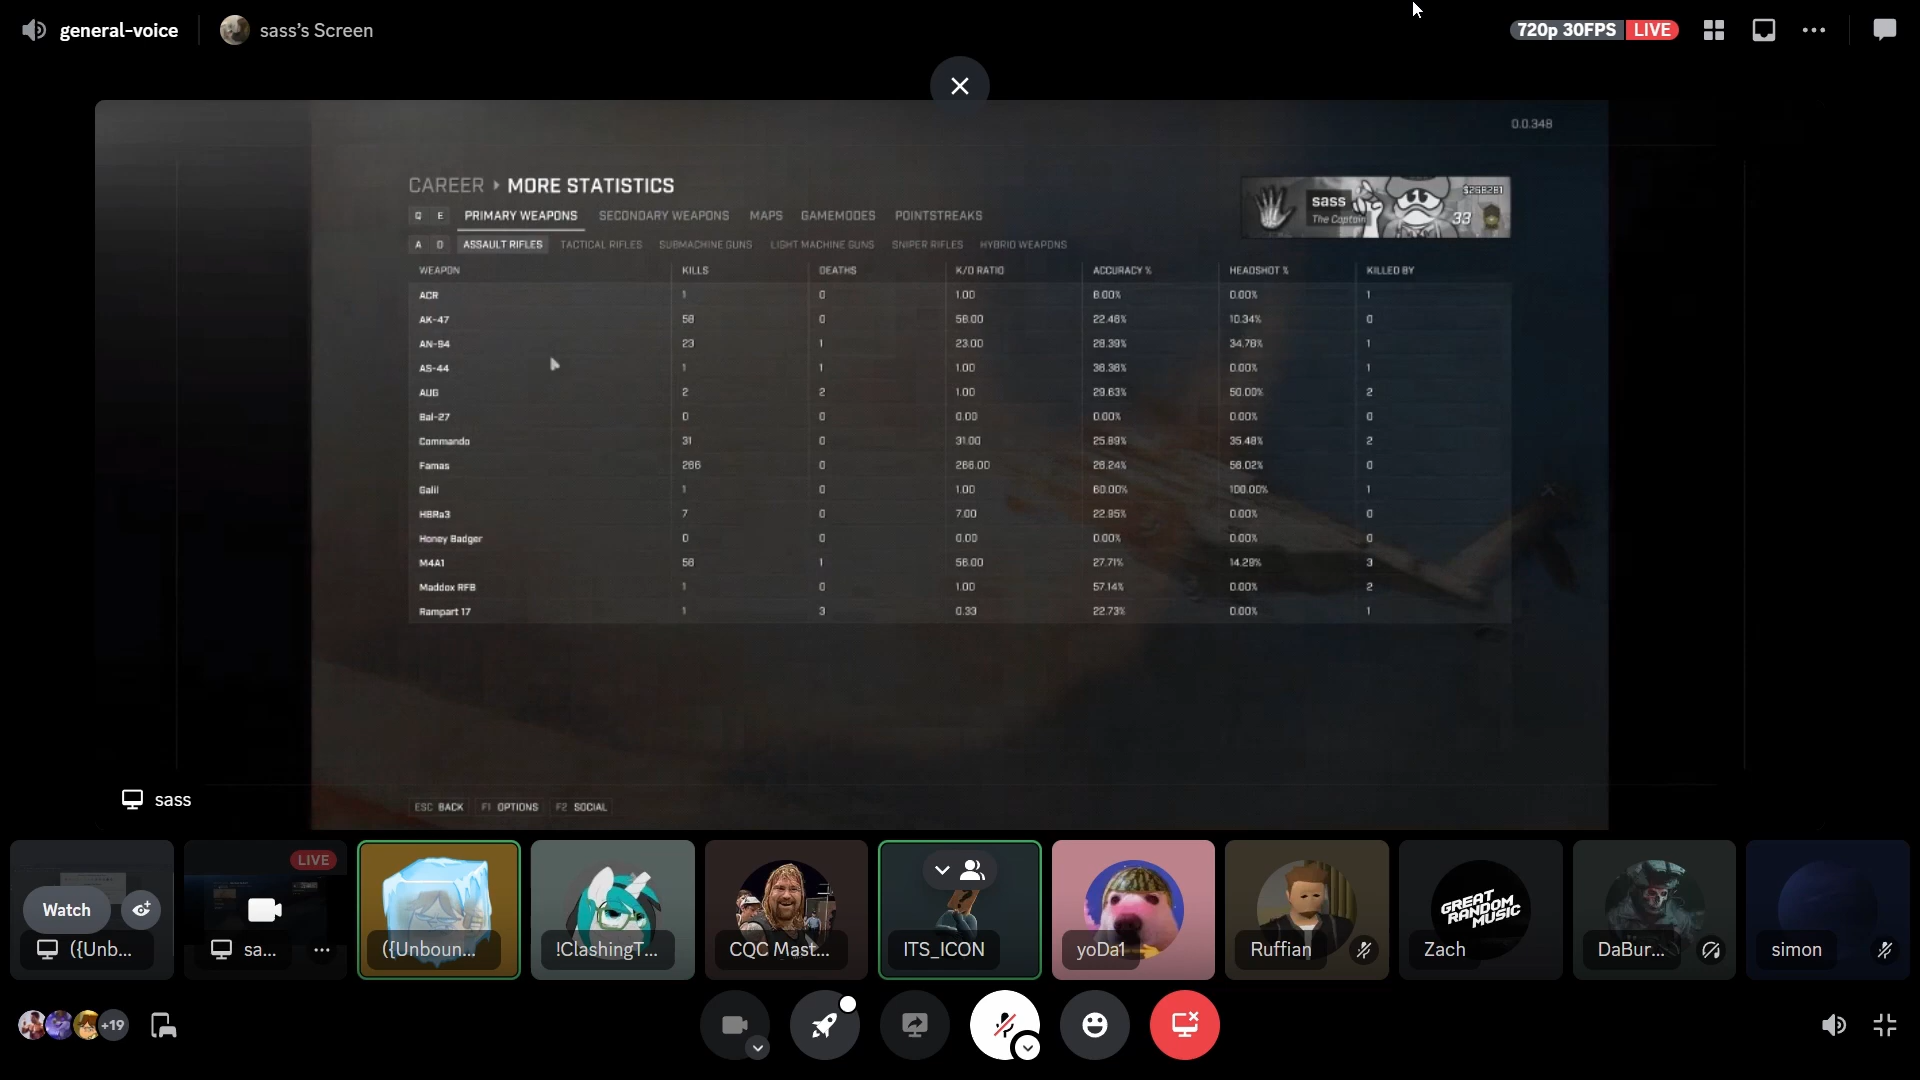 general-voice sass's Screen 720p 30FPS LIVE
0.0.348
CAREER MORE STATISTICS
Q E PRIMARY WEAPONS SECONDARY WEAPONS MAPS GAMEMODES POINTSTREAKS
sass
The Captain
33
A D ASSAULT RIFLES TACTICAL RIFLES SUBMACHINE GUNS LIGHT MACHINE GUNS SNIPER RIFLES HYBRID WEAPONS
WEAPON KILLS DEATHS K/D RATIO ACCURACY % HEADSHOT % KILLED BY
ACR 1 0 1.00 8.00% 0.00% 1
AK-47 58 0 58.00 22.48% 10.34% 0
AN-94 23 1 23.00 28.39% 34.78% 1
AS-44 1 1 1.00 36.36% 0.00% 1
AUG 2 2 1.00 29.63% 50.00% 2
Bal-27 0 0 0.00 0.00% 0.00% 0
Commando 31 0 31.00 25.89% 35.48% 2
Famas 266 0 266.00 26.24% 56.02% 0
Galil 1 0 1.00 60.00% 100.00% 1
HBRa3 7 0 7.00 22.95% 0.00% 0
Honey Badger 0 0 0.00 0.00% 0.00% 0
M4A1 56 1 56.00 27.71% 14.29% 3
Maddox RFB 1 0 1.00 57.14% 0.00% 2
Rampart 17 1 3 0.33 22.73% 0.00% 1
sass
ESC BACK F1 OPTIONS F2 SOCIAL
LIVE
Watch
GREAT RANDOM MUSIC
({Unb... sa... ({Unboun... !ClashingT... CQC Mast... ITS_ICON yoDa1 Ruffian Zach DaBur... simon
+19